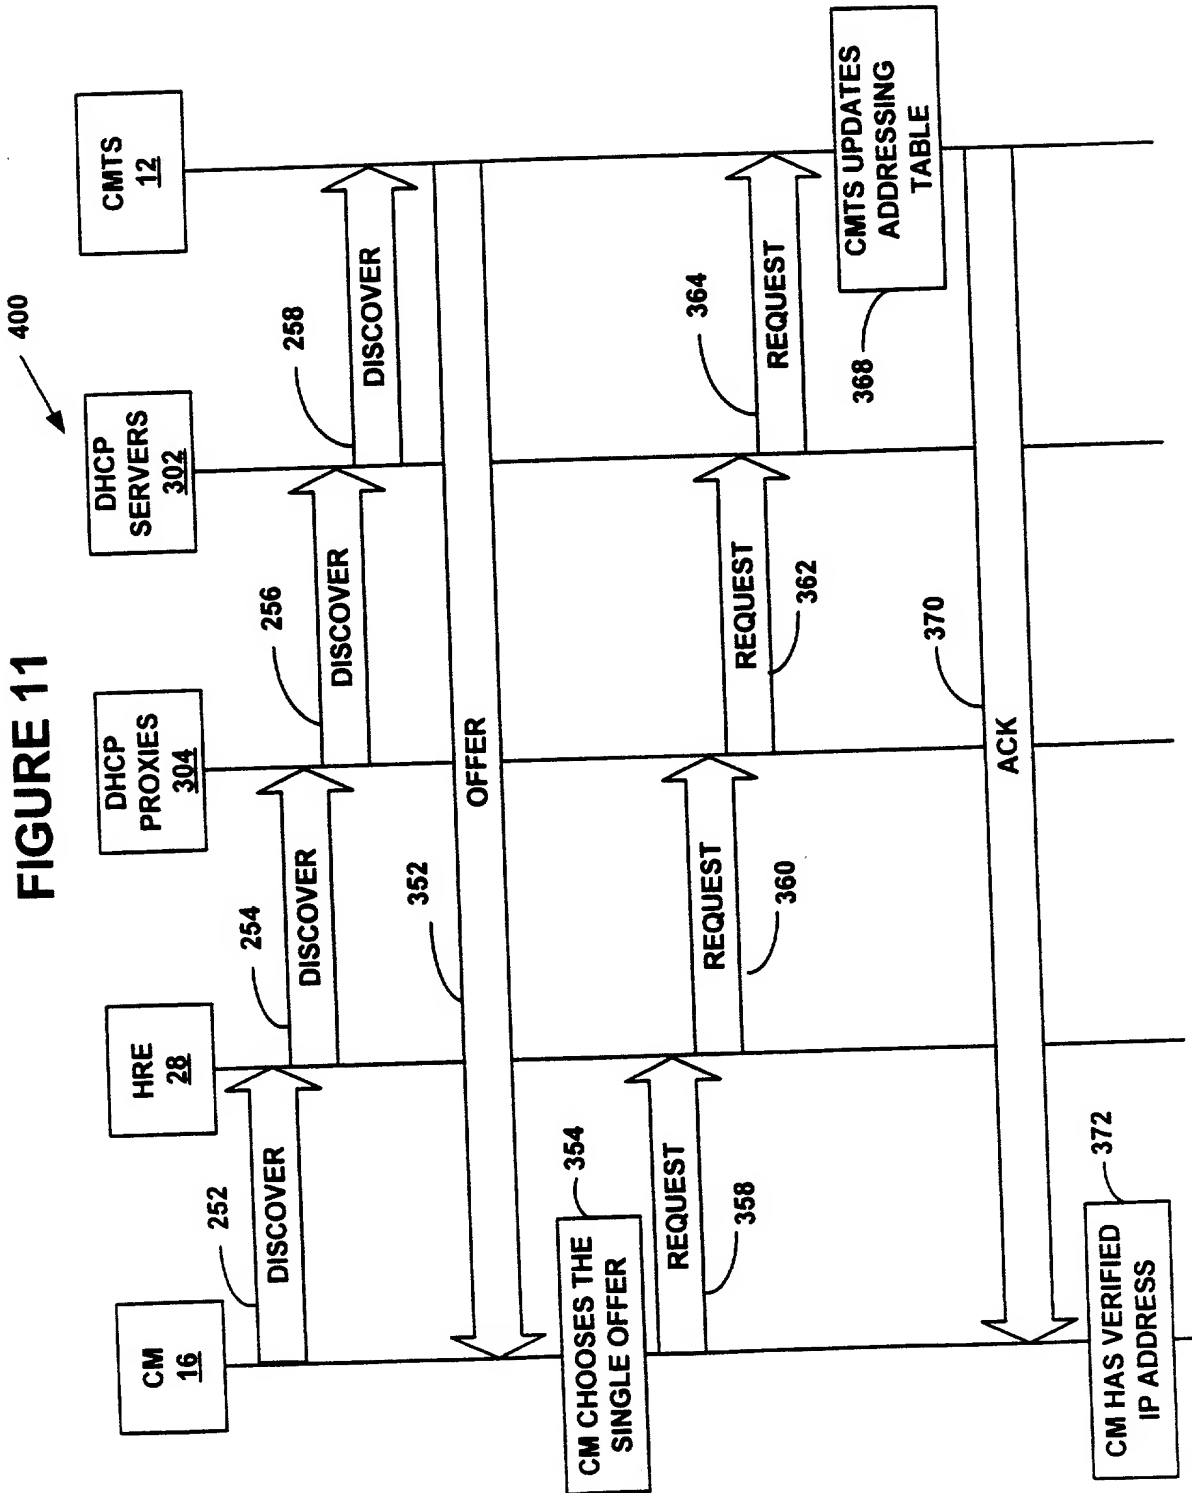 FIGURE 11
400
CM
16
HRE
28
DHCP
PROXIES
304
DHCP
SERVERS
302
CMTS
12
252
DISCOVER
254
DISCOVER
256
DISCOVER
258
DISCOVER
352
OFFER
CM CHOOSES THE
SINGLE OFFER
354
REQUEST
358
REQUEST
360
REQUEST
362
364
REQUEST
CMTS UPDATES
ADDRESSING
TABLE
368
370
ACK
CM HAS VERIFIED
IP ADDRESS
372